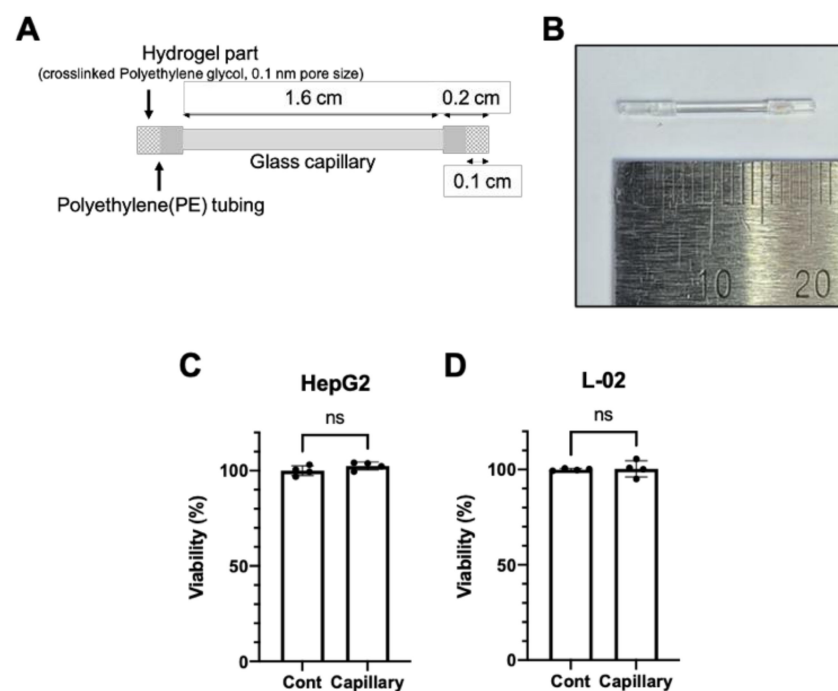 A
Hydrogel part
(crosslinked Polyethylene glycol, 0.1 nm pore size)
1.6 cm
0.2 cm
Glass capillary
0.1 cm
Polyethylene(PE) tubing
B
10
20
C
HepG2
ns
Viability (%)
100
50
0
Cont
Capillary
D
L-02
ns
Viability (%)
100
50
0
Cont
Capillary